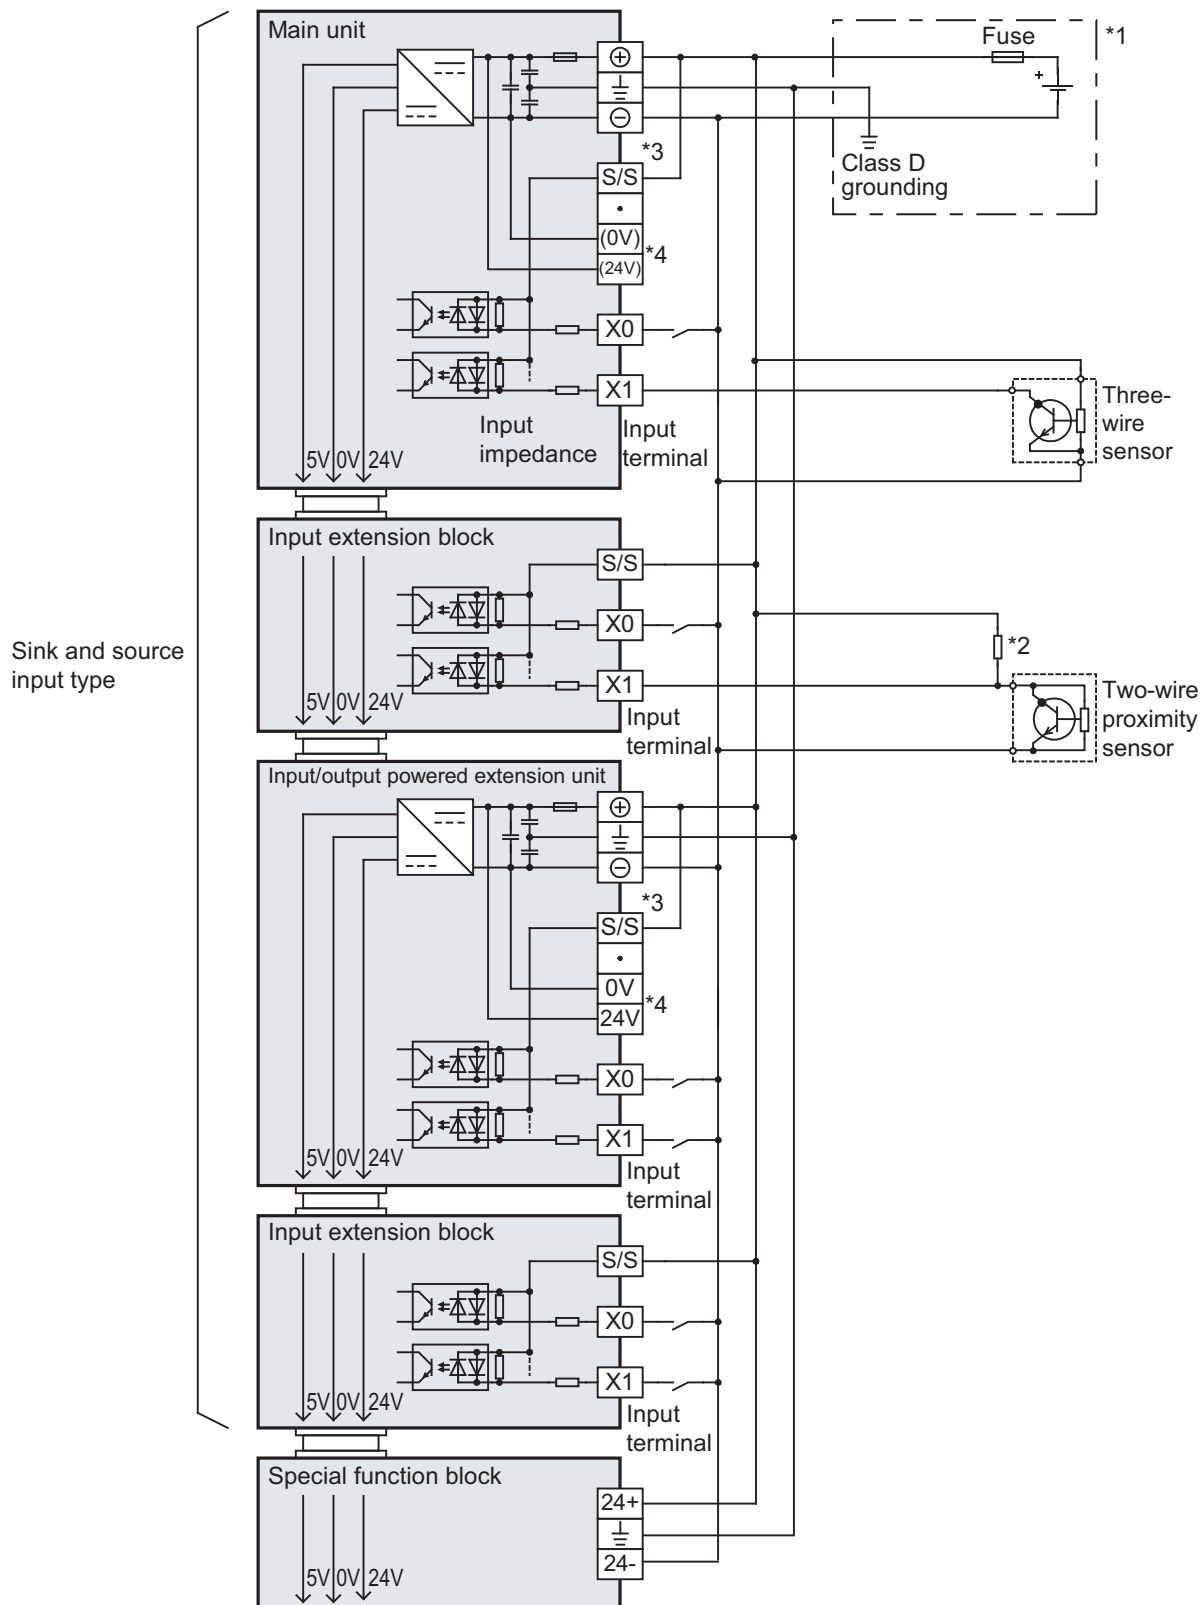 Main unit
Fuse
*1
+
Class D
grounding
*3
S/S
(0V)
*4
(24V)
X0
X1
Input
impedance
Input
terminal
Three-
wire
sensor
5V 0V 24V
Input extension block
S/S
X0
*2
X1
Input
terminal
Two-wire
proximity
sensor
5V 0V 24V
Sink and source
input type
Input/output powered extension unit
*3
S/S
0V
*4
24V
X0
X1
Input
terminal
5V 0V 24V
Input extension block
S/S
X0
X1
Input
terminal
5V 0V 24V
Special function block
24+
24-
5V 0V 24V